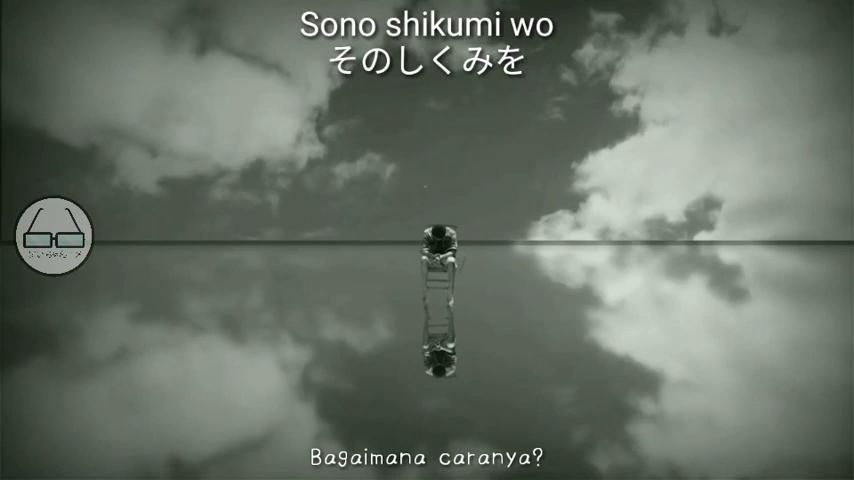 Sono shikumi wo
そのしくみを
Bagaimana caranya?